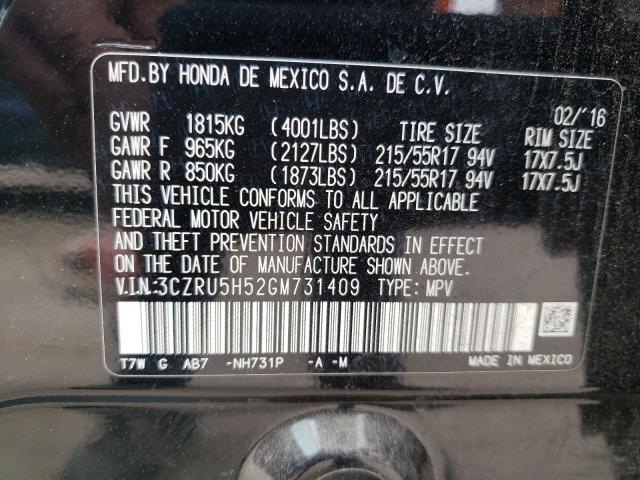 MFD.BY HONDA DE MEXICO S.A. DE C.V.
02/'16
GVWR 1815KG (4001LBS) TIRE SIZE RIM SIZE
GAWR F 965KG (2127LBS) 215/55R17 94V 17X7.5J
GAWR R 850KG (1873LBS) 215/55R17 94V 17X7.5J
THIS VEHICLE CONFORMS TO ALL APPLICABLE
FEDERAL MOTOR VEHICLE SAFETY
AND THEFT PREVENTION STANDARDS IN EFFECT
ON THE DATE OF MANUFACTURE SHOWN ABOVE.
V.I.N:3CZRU5H52GM731409 TYPE: MPV
T7W G AB7 -NH731P -A -M MADE IN MEXICO